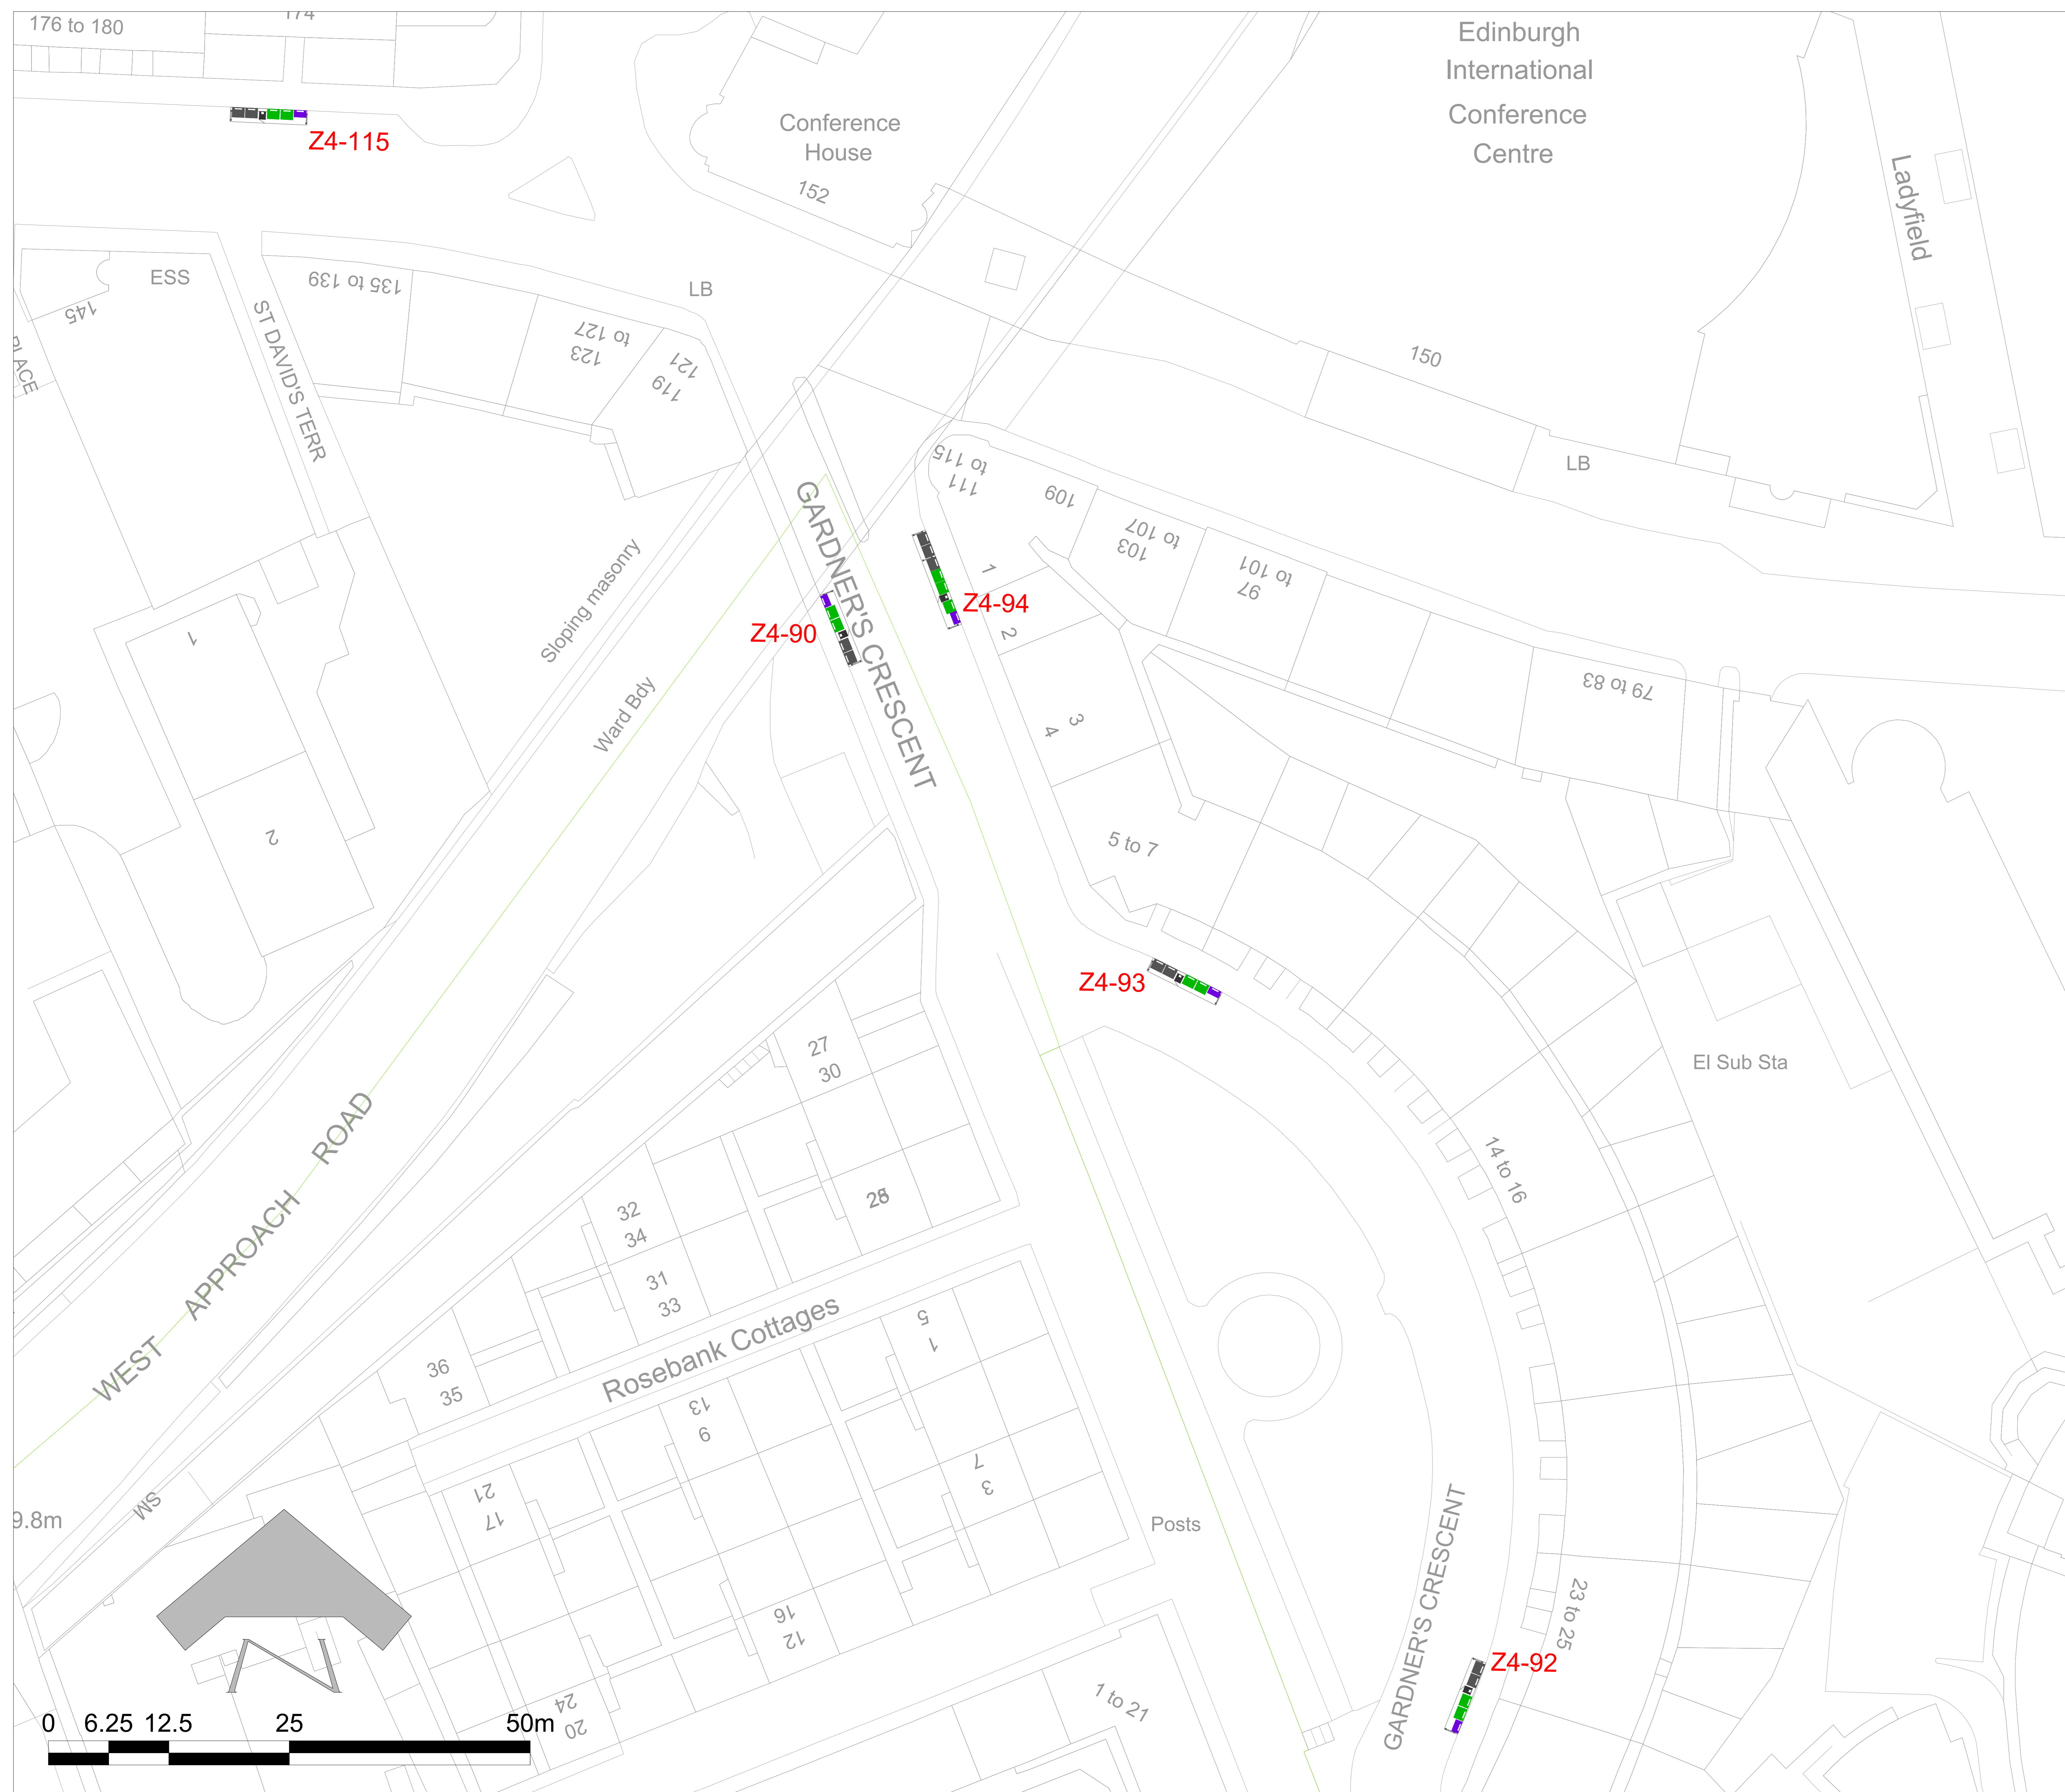 176 to 180
174
Z4-115
Conference
House
152
Edinburgh
International
Conference
Centre
Ladyfield
ESS
145
PLACE
ST DAVID'S TERR
135 to 139
LB
123
to 127
119
121
150
LB
111
to 115
109
103
to 107
97
to 101
79 to 83
GARDNER'S CRESCENT
Z4-94
Z4-90
1
2
3
4
5 to 7
Sloping masonry
Ward Bdy
1
2
Z4-93
El Sub Sta
27
30
28
32
34
31
33
36
35
14 to 16
WEST APPROACH ROAD
Rosebank Cottages
5
1
13
9
7
3
21
17
16
12
24
20
SM
9.8m
Posts
GARDNER'S CRESCENT
23 to 25
Z4-92
1 to 21
N
0 6.25 12.5 25 50m